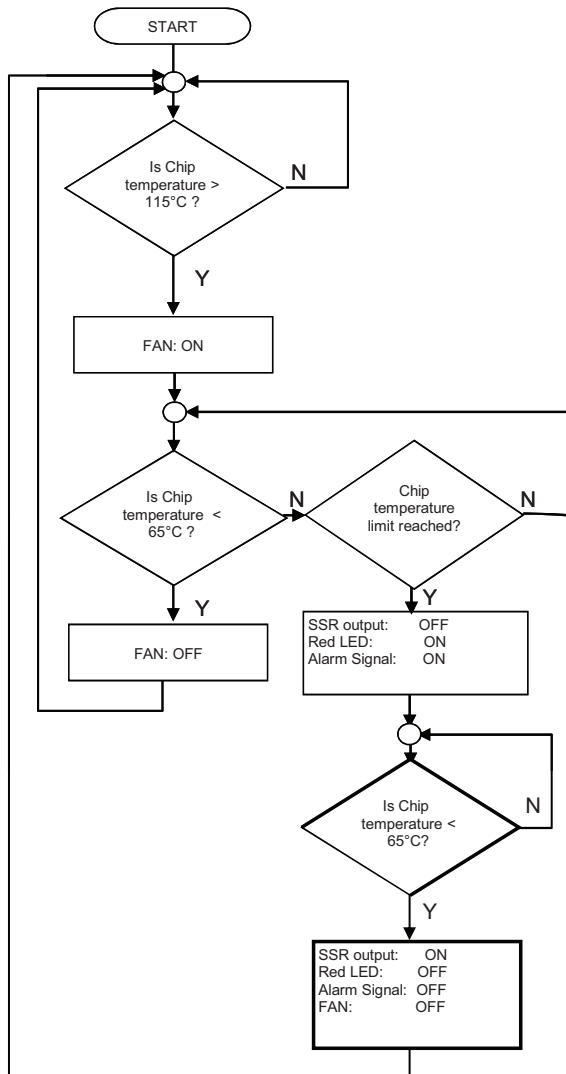 START
Is Chip
temperature >
115°C ?
N
Y
FAN: ON
Is Chip
temperature <
65°C ?
N
Chip
temperature
limit reached?
N
Y
Y
FAN: OFF
SSR output: OFF
Red LED: ON
Alarm Signal: ON
Is Chip
temperature <
65°C?
N
Y
SSR output: ON
Red LED: OFF
Alarm Signal: OFF
FAN: OFF